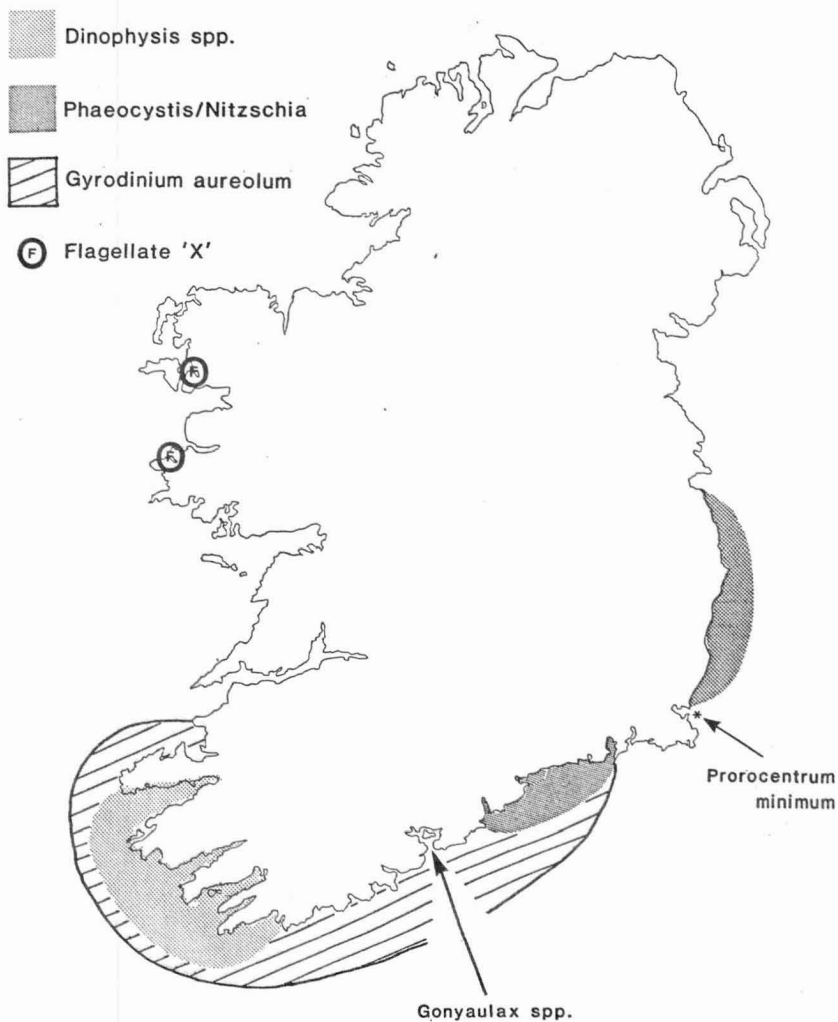 Dinophysis spp.
Phaeocystis/Nitzschia
Gyrodinium aureolum
F Flagellate 'X'
F
F
*
Prorocentrum
minimum
Gonyaulax spp.